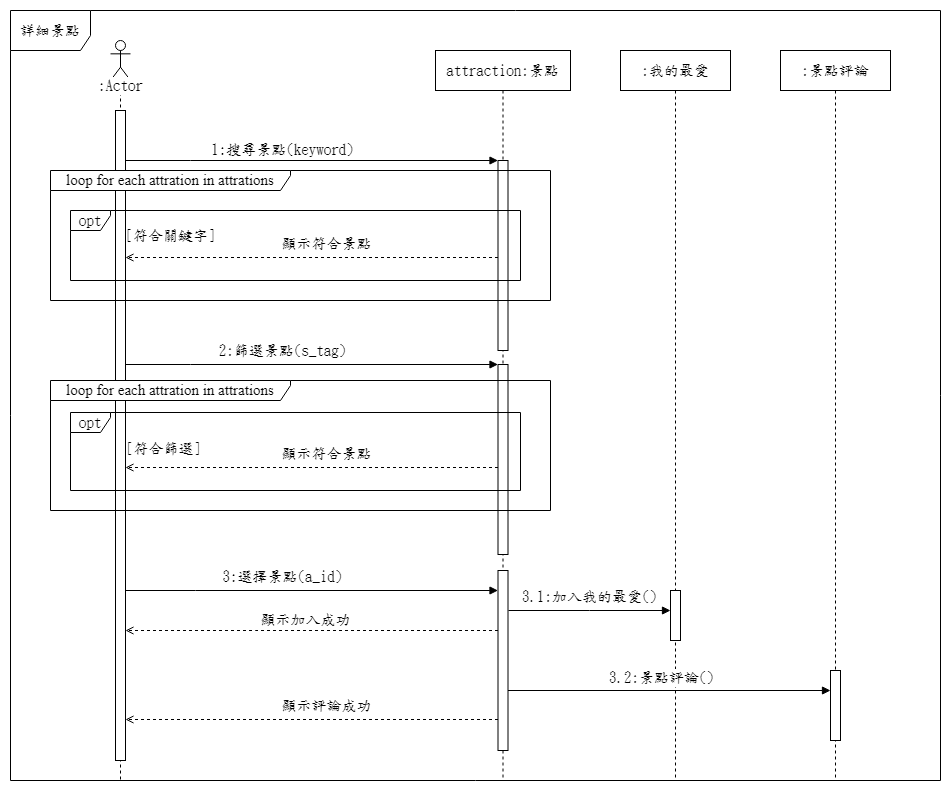 詳細景點
:Actor
attraction:景點
:我的最愛
:景點評論
1:搜尋景點(keyword)
loop for each attration in attrations
opt
[符合關鍵字]
顯示符合景點
2:篩選景點(s_tag)
loop for each attration in attrations
opt
[符合篩選]
顯示符合景點
3:選擇景點(a_id)
3.1:加入我的最愛()
顯示加入成功
3.2:景點評論()
顯示評論成功